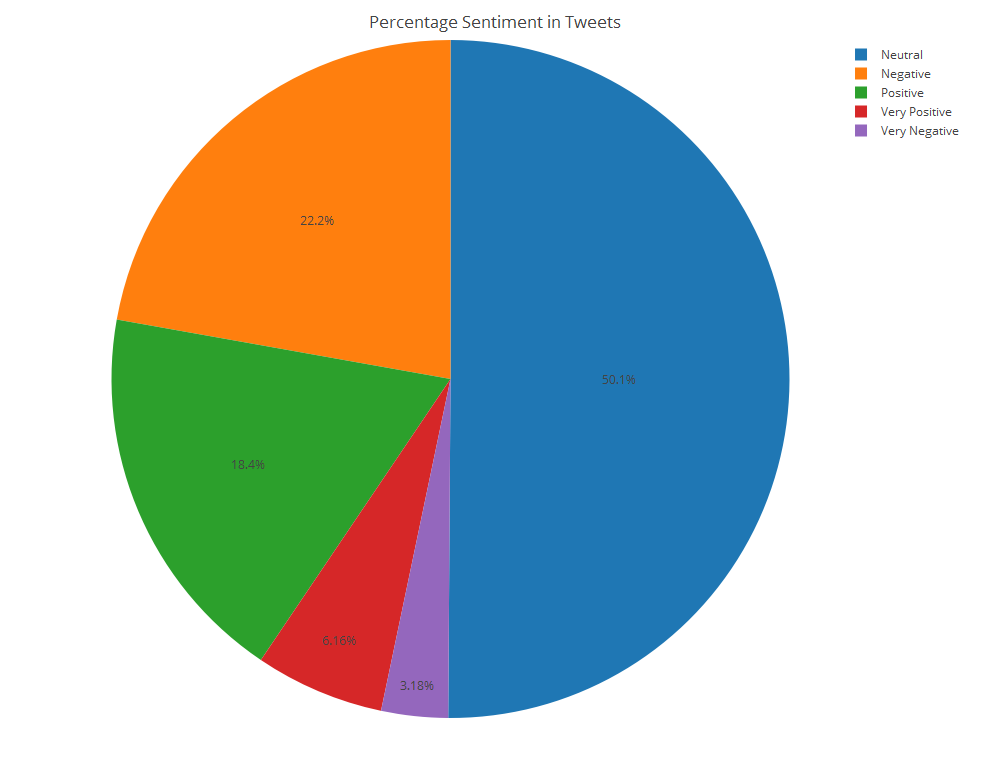 Percentage Sentiment in Tweets
Neutral
Negative
Positive
Very Positive
Very Negative
22.2%
50.1%
18.4%
6.16%
3.18%